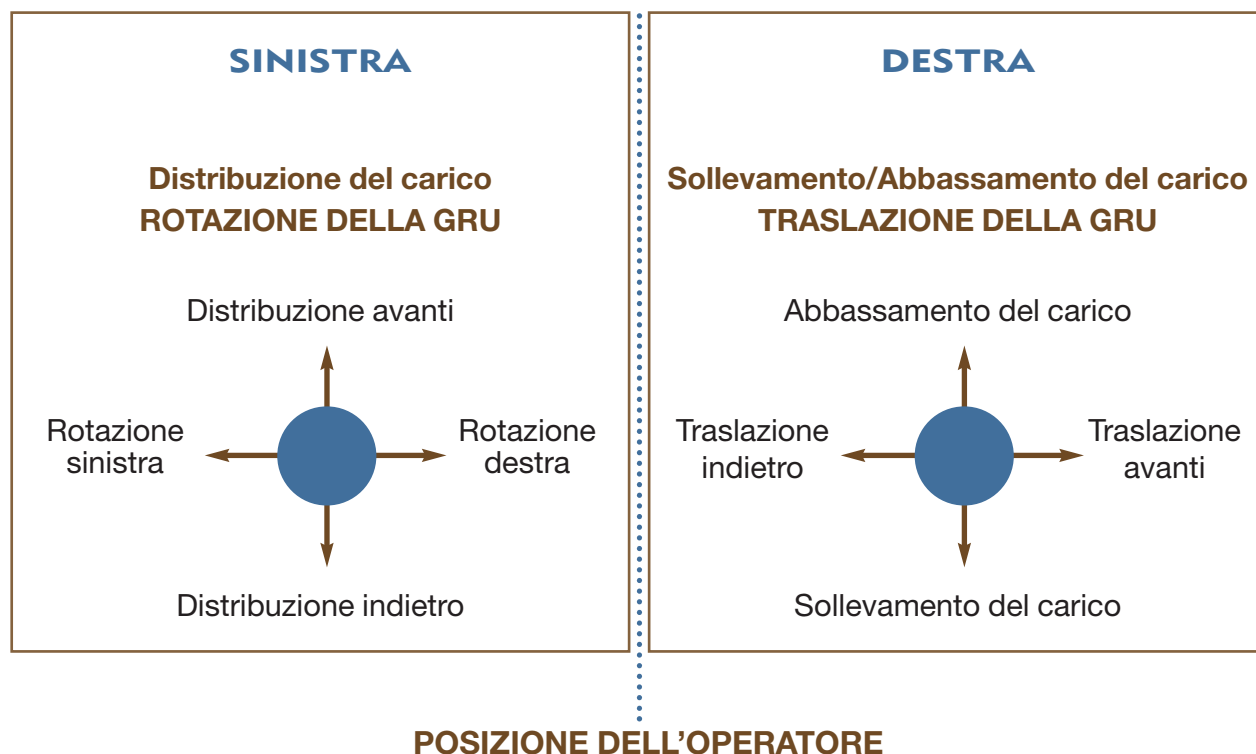 SINISTRA
Distribuzione del carico
ROTAZIONE DELLA GRU
Distribuzione avanti
Rotazione
sinistra
Rotazione
destra
Distribuzione indietro
DESTRA
Sollevamento/Abbassamento del carico
TRASLAZIONE DELLA GRU
Abbassamento del carico
Traslazione
indietro
Traslazione
avanti
Sollevamento del carico
POSIZIONE DELL’OPERATORE